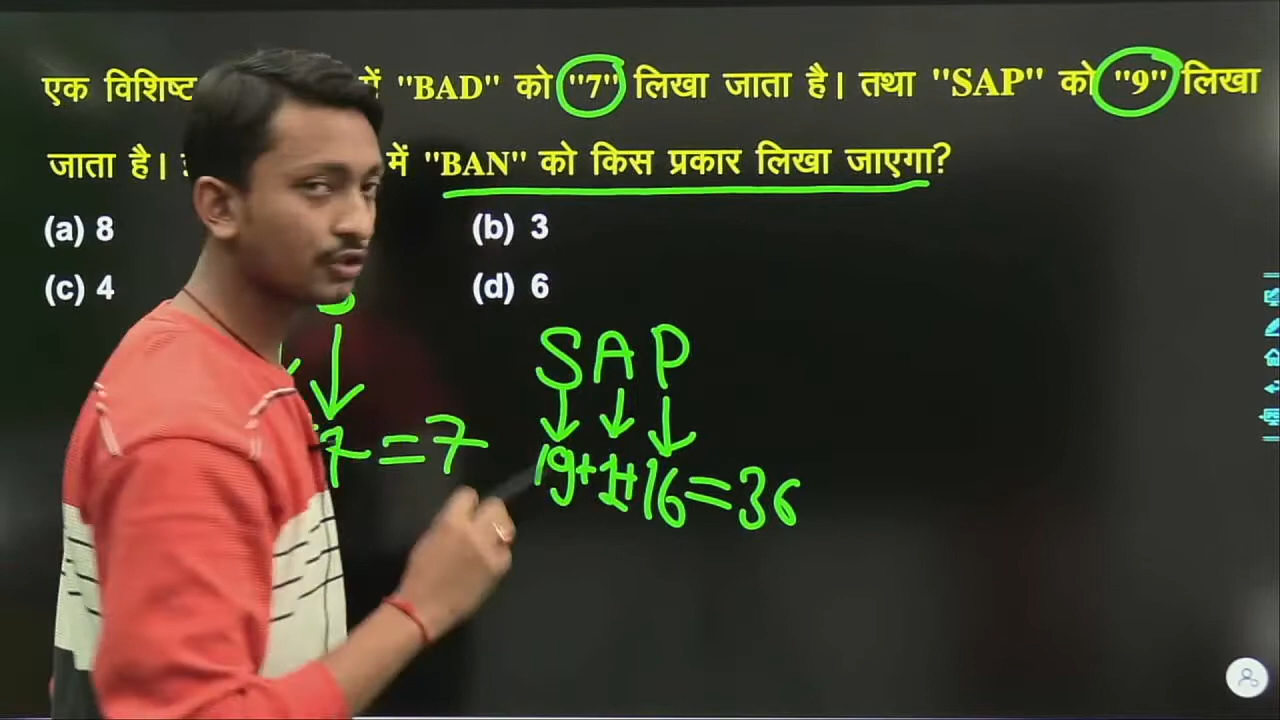 एक विशिष्ट में "BAD" को "7" लिखा जाता है। तथा "SAP" को "9" लिखा
जाता है। में "BAN" को किस प्रकार लिखा जाएगा?
(a) 8 (b) 3
(c) 4 (d) 6
SAP
7 = 7 19+1+16=36